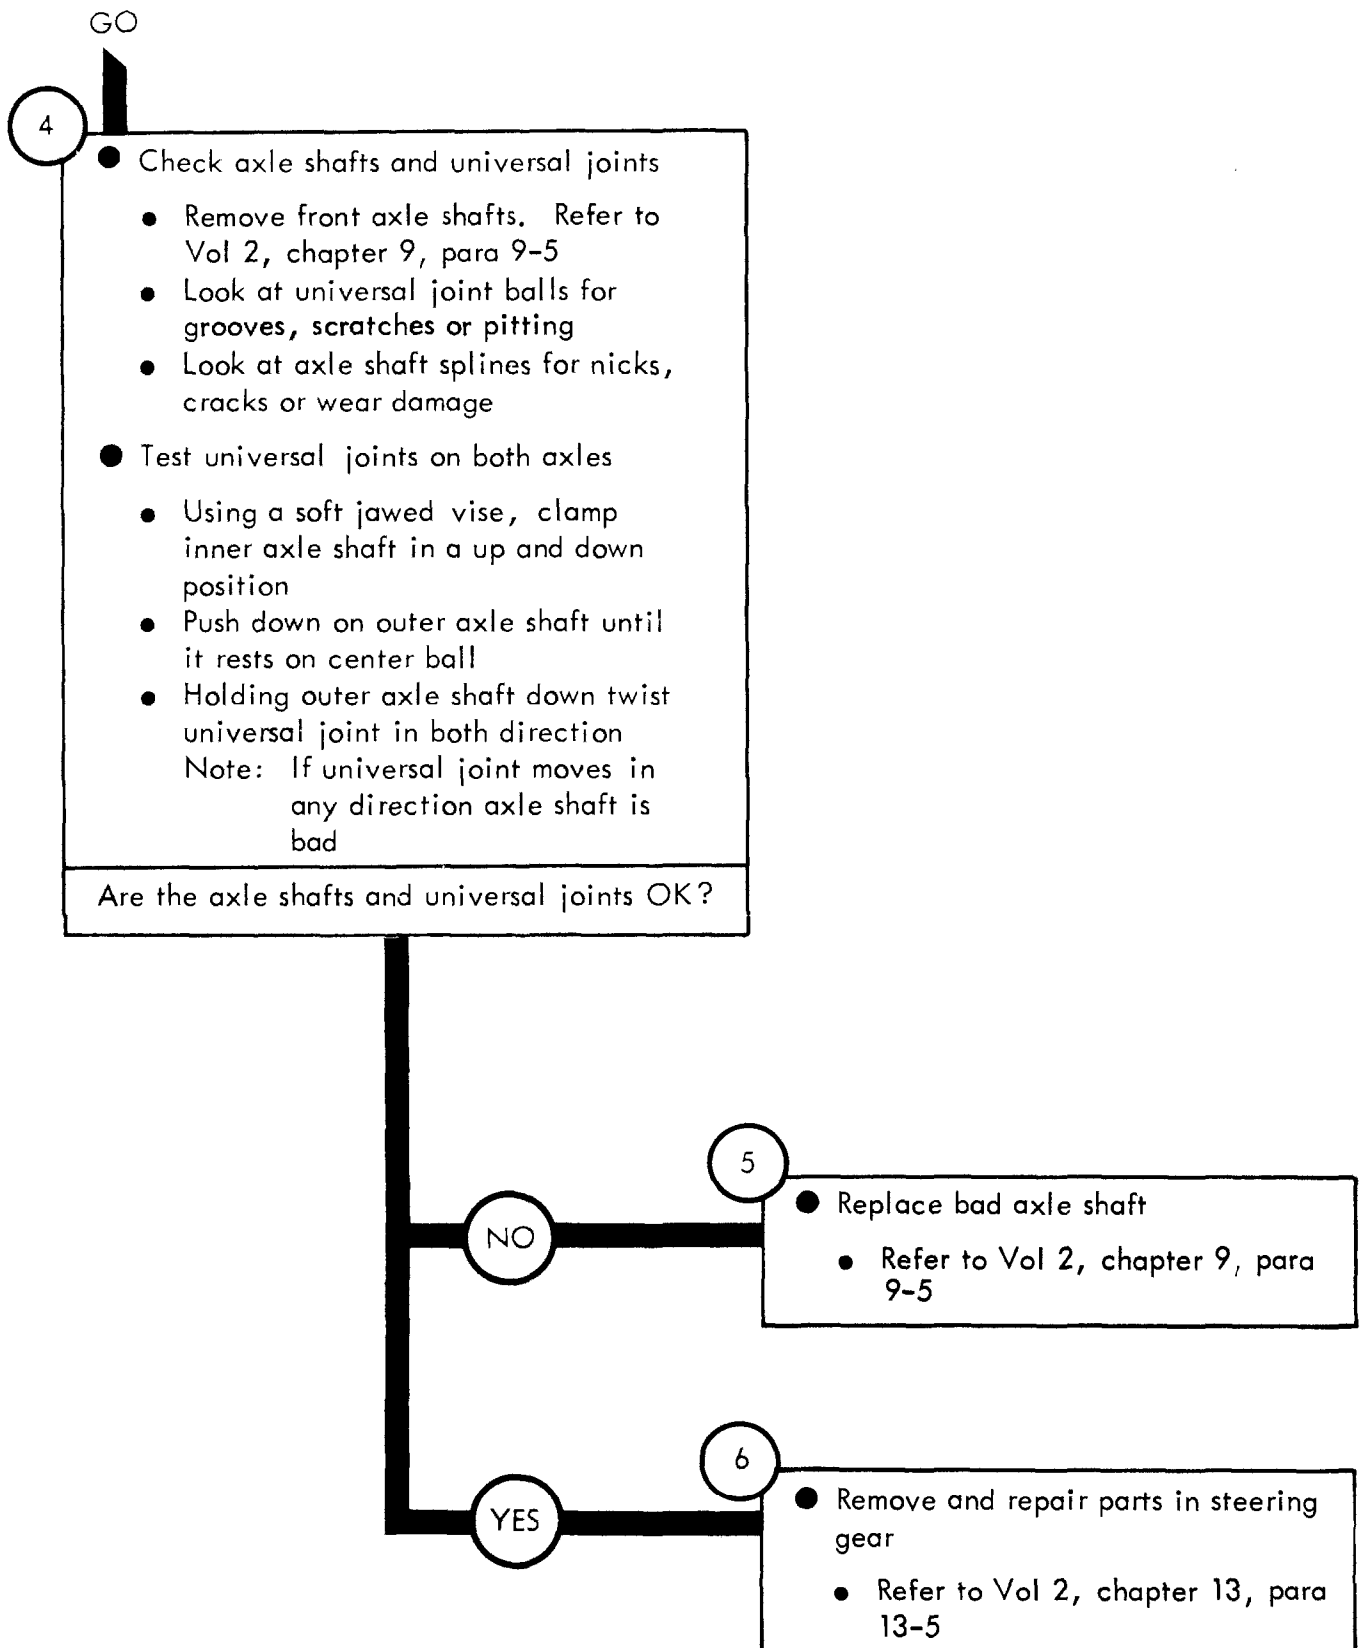 GO
4
● Check axle shafts and universal joints
● Remove front axle shafts. Refer to
Vol 2, chapter 9, para 9-5
● Look at universal joint balls for
grooves, scratches or pitting
● Look at axle shaft splines for nicks,
cracks or wear damage
● Test universal joints on both axles
● Using a soft jawed vise, clamp
inner axle shaft in a up and down
position
● Push down on outer axle shaft until
it rests on center ball
● Holding outer axle shaft down twist
universal joint in both direction
Note: If universal joint moves in
any direction axle shaft is
bad
Are the axle shafts and universal joints OK?
NO
5
● Replace bad axle shaft
● Refer to Vol 2, chapter 9, para
9-5
YES
6
● Remove and repair parts in steering
gear
● Refer to Vol 2, chapter 13, para
13-5